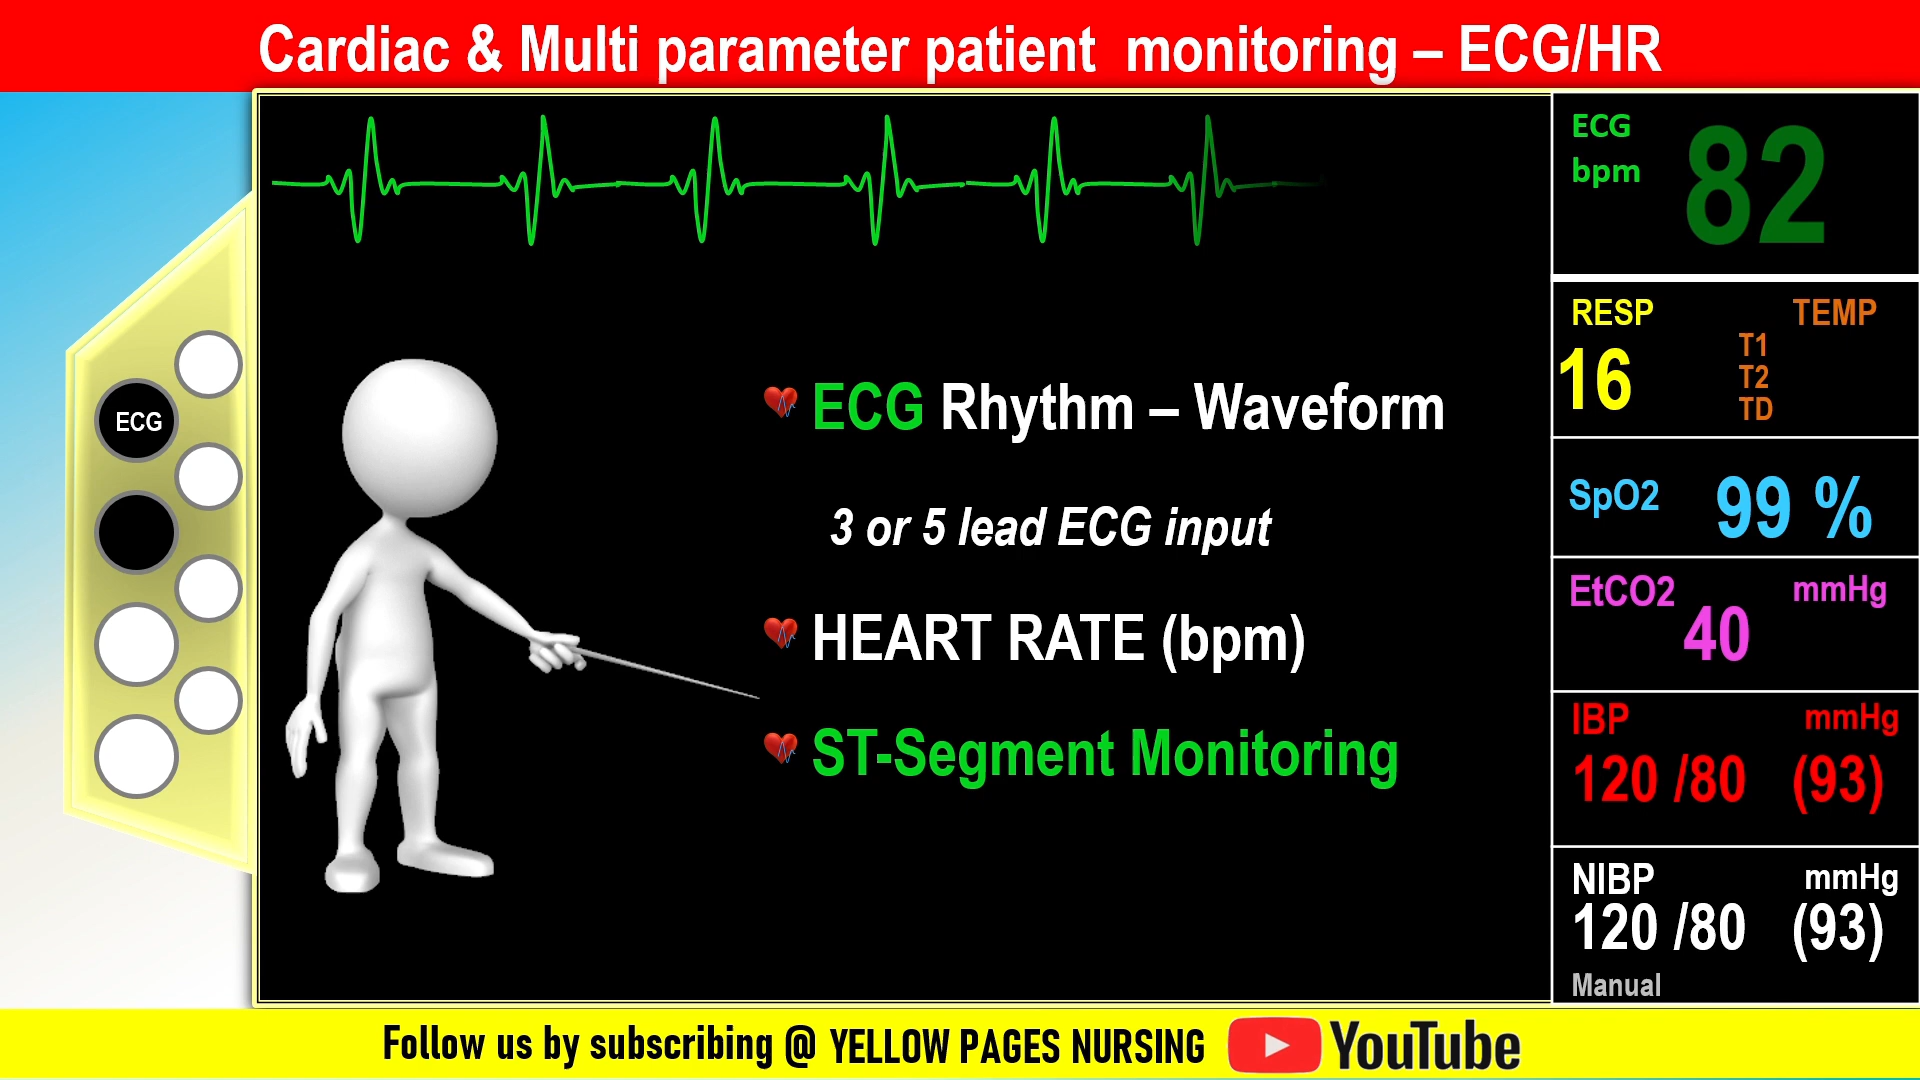 Cardiac & Multi parameter patient monitoring – ECG/HR
ECG
bpm
82
ECG
ECG Rhythm – Waveform
3 or 5 lead ECG input
HEART RATE (bpm)
ST-Segment Monitoring
RESP
16
TEMP
T1
T2
TD
SpO2 99 %
EtCO2 mmHg
40
IBP mmHg
120 /80 (93)
NIBP mmHg
120 /80 (93)
Manual
Follow us by subscribing @ YELLOW PAGES NURSING YouTube